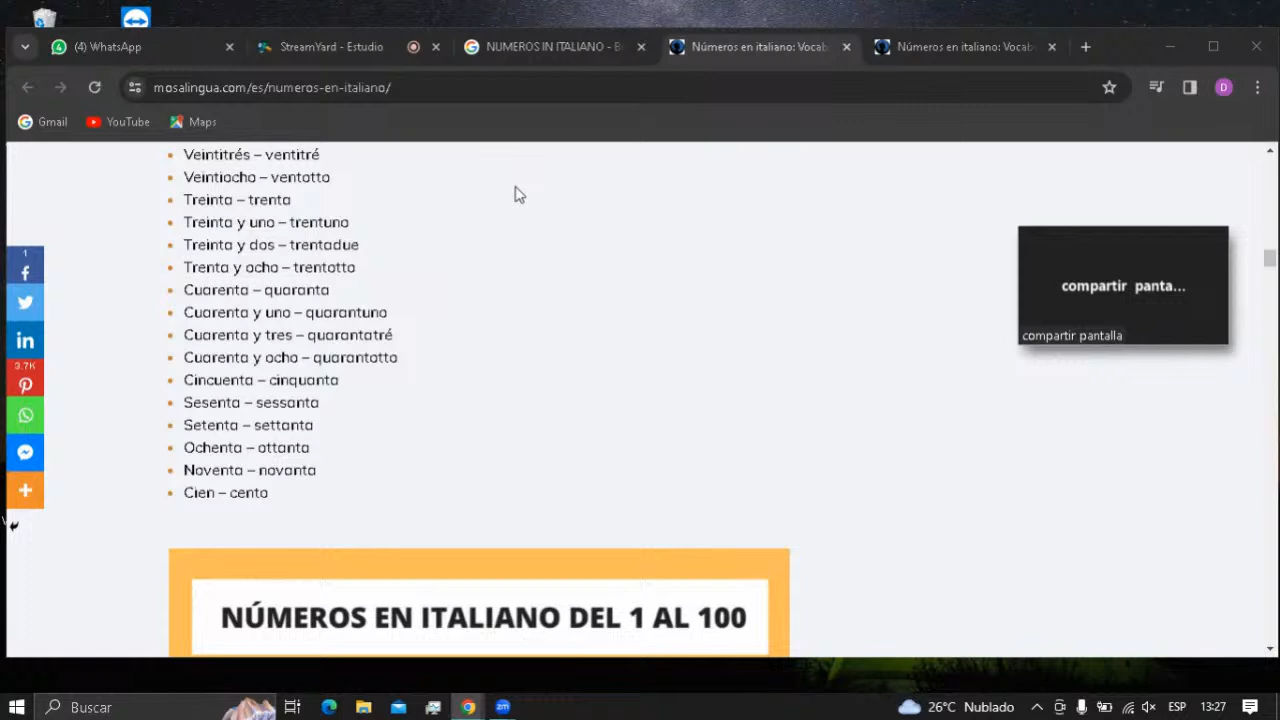 (4) WhatsApp
StreamYard - Estudio
NUMEROS IN ITALIANO - B
Números en italiano: Vocab
Números en italiano: Vocab
mosalingua.com/es/numeros-en-italiano/
D
Gmail
YouTube
Maps
Veintitrés – ventitré
Veintiocho – ventotto
Treinta – trenta
Treinta y uno – trentuno
Treinta y dos – trentadue
Trenta y ocho – trentotto
Cuarenta – quaranta
Cuarenta y uno – quarantuno
Cuarenta y tres – quarantatré
Cuarenta y ocho – quarantotto
Cincuenta – cinquanta
Sesenta – sessanta
Setenta – settanta
Ochenta – ottanta
Noventa – novanta
Cien – cento
1
3.7K
compartir panta...
compartir pantalla
NÚMEROS EN ITALIANO DEL 1 AL 100
Buscar
zm
26°C Nublado
ESP
13:27